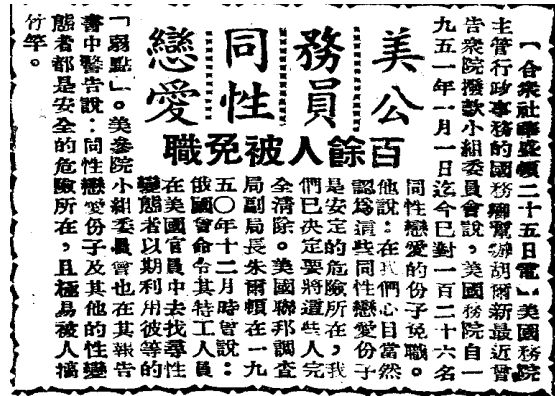 美公
務員
同性
戀愛
百餘人被免職
「合衆社華盛頓二十五日電」美國務院
主管行政事務的國務卿幫辦胡爾新最近曾
告衆院撥款小組委員會說,美國務院自一
九五一年一月一日迄今已對一百二十六名
同性戀愛的份子免職。
他說:在我們心目當然
認爲這些同性戀愛份子
是安定的危險所在,我
們已決定要將這些人完
全清除。美國聯邦調查
局副局長朱爾頓在一九
五〇年十二月時曾說:
俄國曾命令其特工人員
在美國官員中去找尋性
變態者以期利用彼等的
「弱點」。美參院小組委員會也在其報告
書中警告說:同性戀愛份子及其他的性變
態者都是安全的危險所在,且極易被人搞
竹竿。